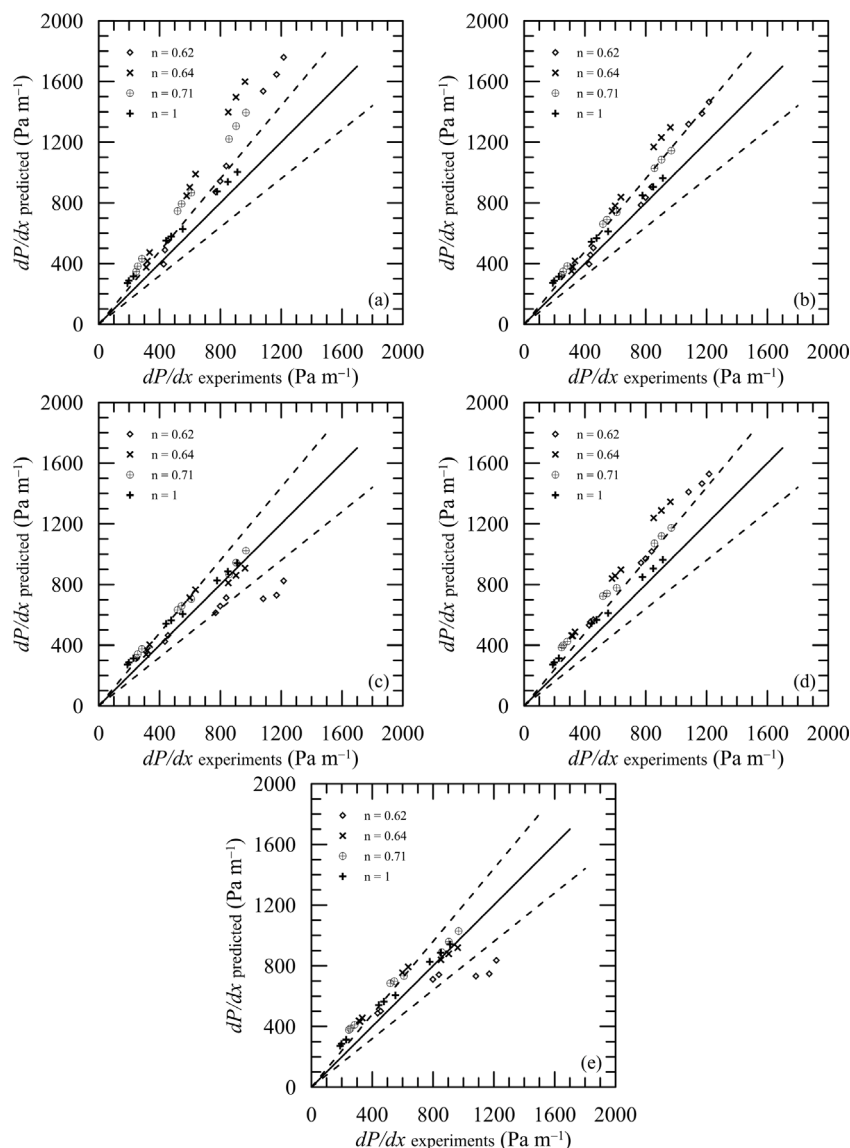 2000
1600
1200
800
400
0
dP/dx predicted (Pa m⁻¹)
n = 0.62
n = 0.64
n = 0.71
n = 1
(a)
0 400 800 1200 1600 2000
dP/dx experiments (Pa m⁻¹)
2000
1600
1200
800
400
0
dP/dx predicted (Pa m⁻¹)
n = 0.62
n = 0.64
n = 0.71
n = 1
(b)
0 400 800 1200 1600 2000
dP/dx experiments (Pa m⁻¹)
2000
1600
1200
800
400
0
dP/dx predicted (Pa m⁻¹)
n = 0.62
n = 0.64
n = 0.71
n = 1
(c)
0 400 800 1200 1600 2000
dP/dx experiments (Pa m⁻¹)
2000
1600
1200
800
400
0
dP/dx predicted (Pa m⁻¹)
n = 0.62
n = 0.64
n = 0.71
n = 1
(d)
0 400 800 1200 1600 2000
dP/dx experiments (Pa m⁻¹)
2000
1600
1200
800
400
0
dP/dx predicted (Pa m⁻¹)
n = 0.62
n = 0.64
n = 0.71
n = 1
(e)
0 400 800 1200 1600 2000
dP/dx experiments (Pa m⁻¹)